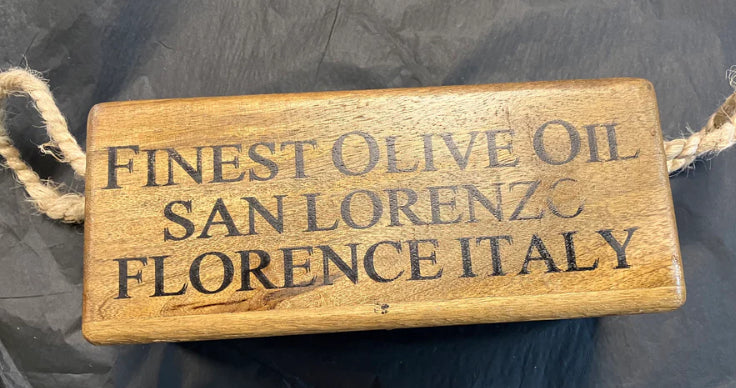 FINEST OLIVE OIL
SAN LORENZO
FLORENCE ITALY